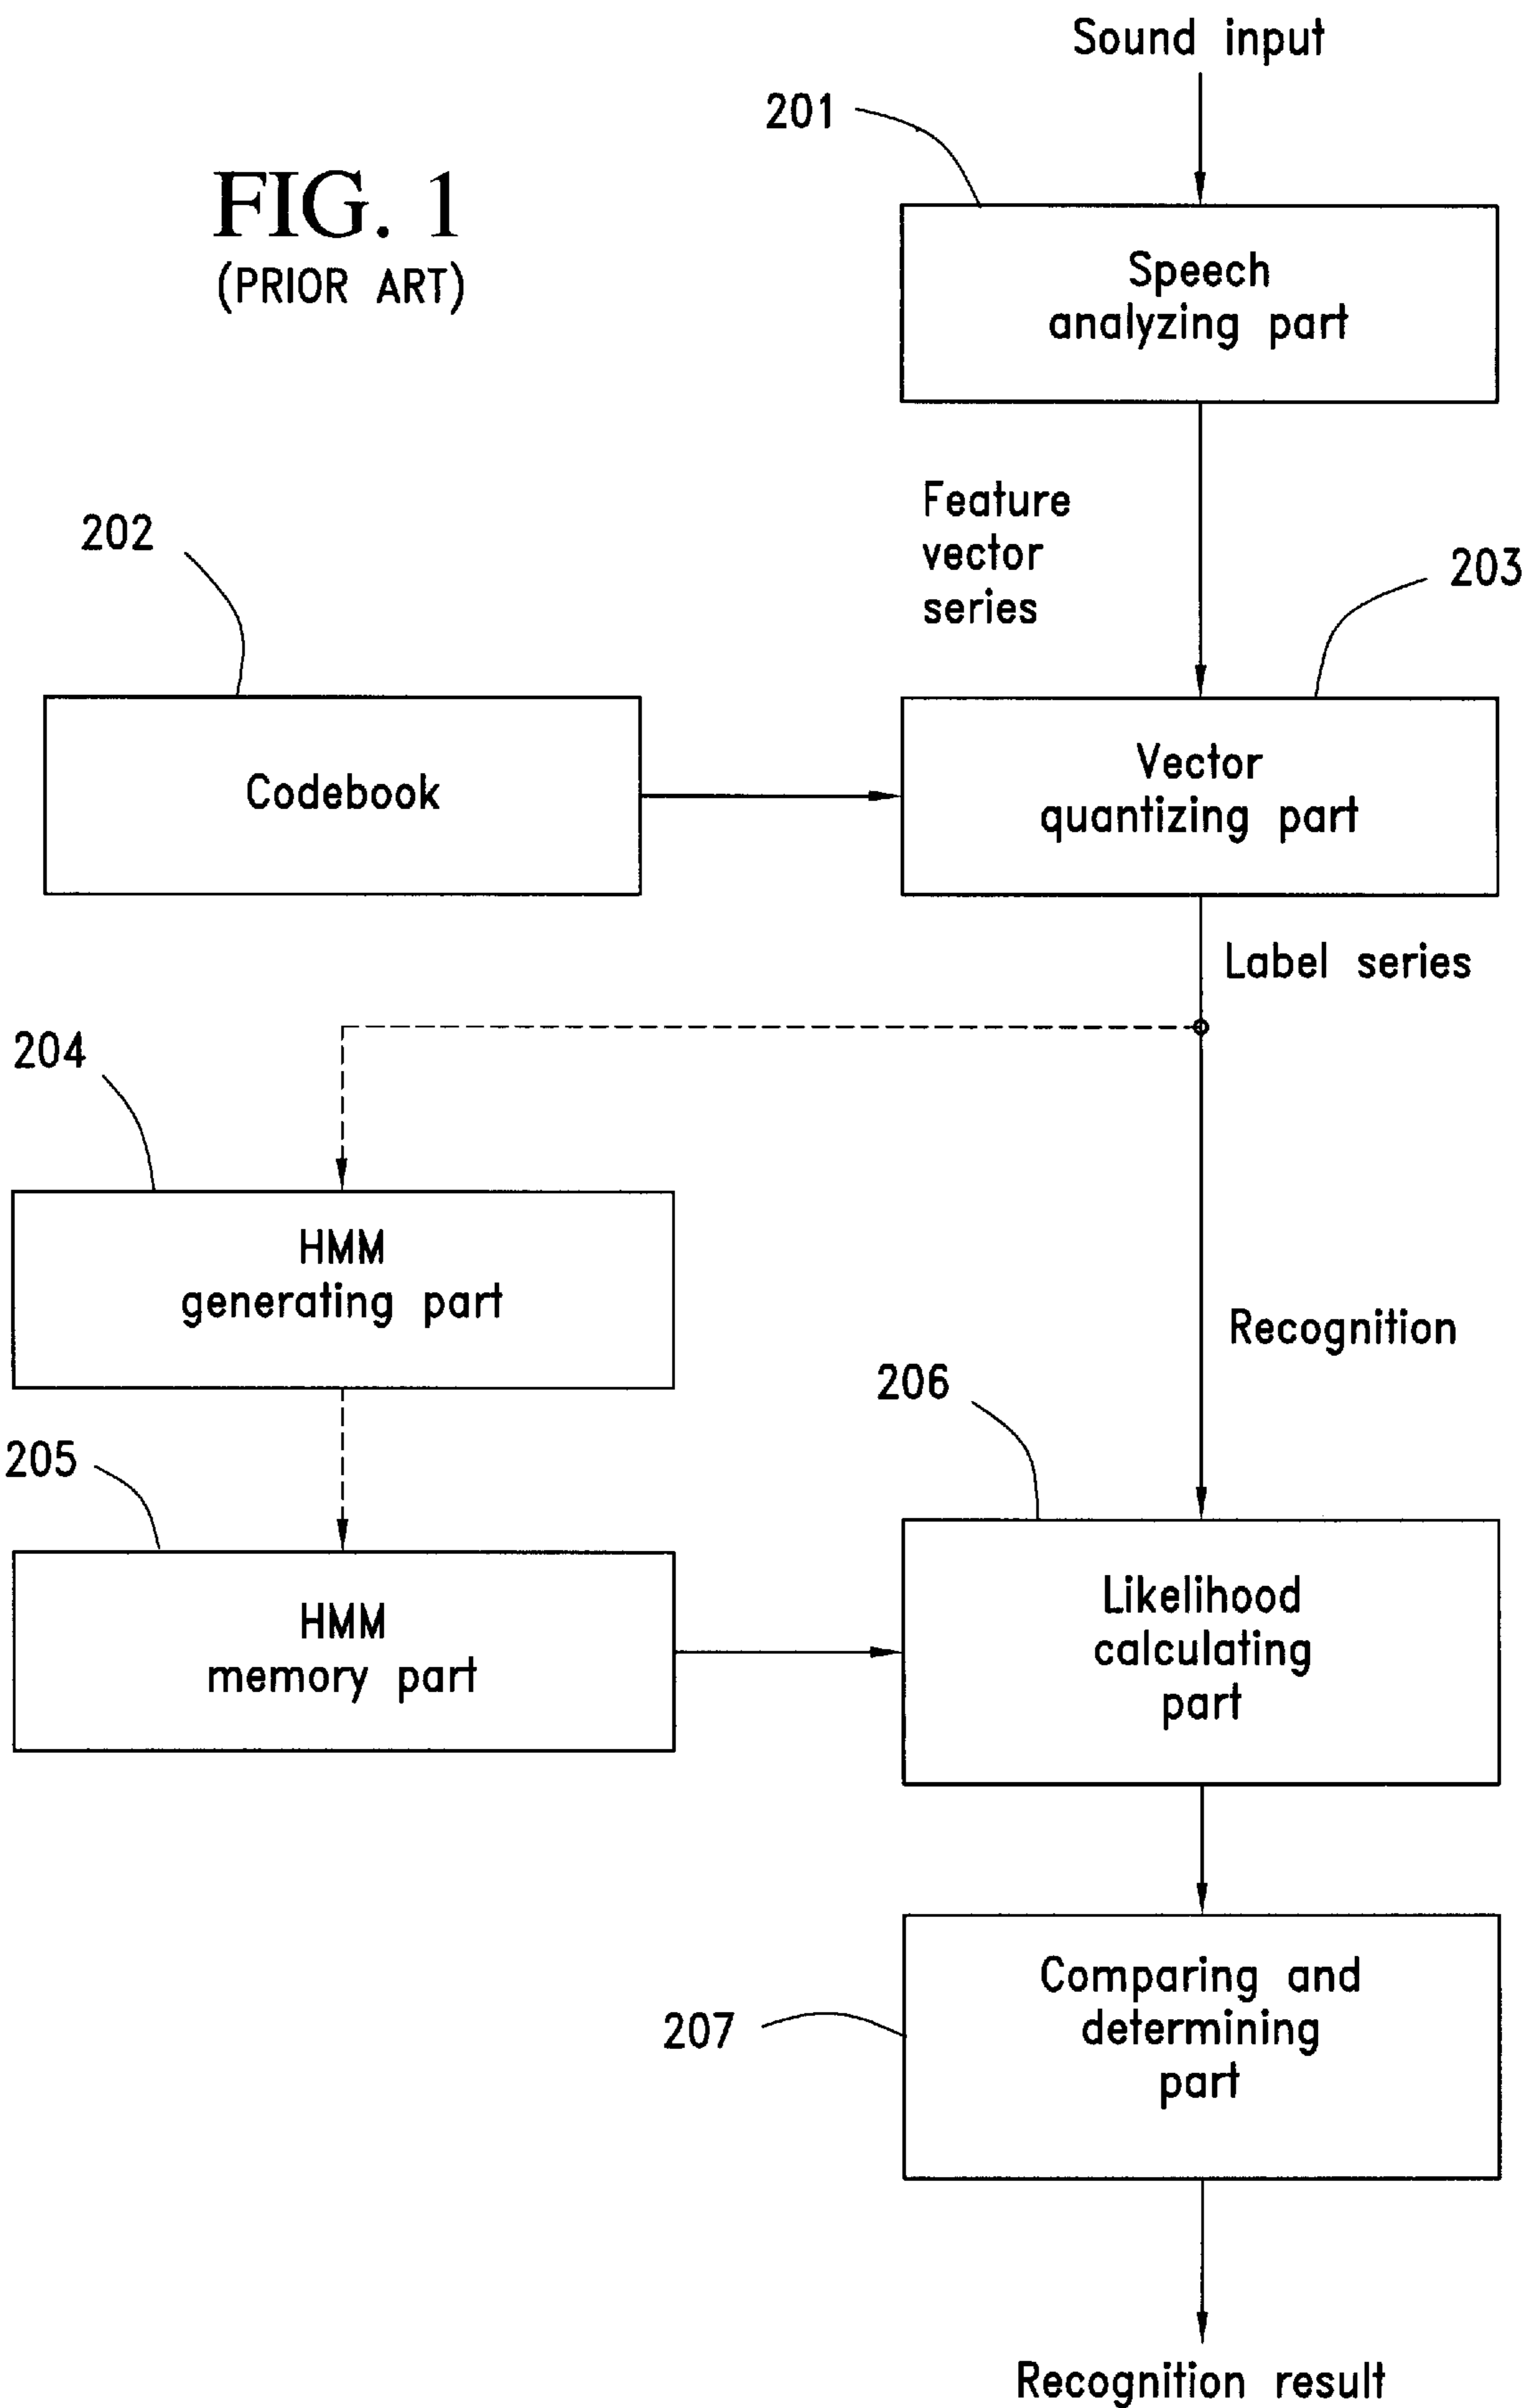 Sound input
201
FIG. 1
(PRIOR ART)
Speech
analyzing part
Feature
vector
series
202
203
Codebook
Vector
quantizing part
Label series
204
HMM
generating part
Recognition
206
205
HMM
memory part
Likelihood
calculating
part
Comparing and
determining
part
207
Recognition result